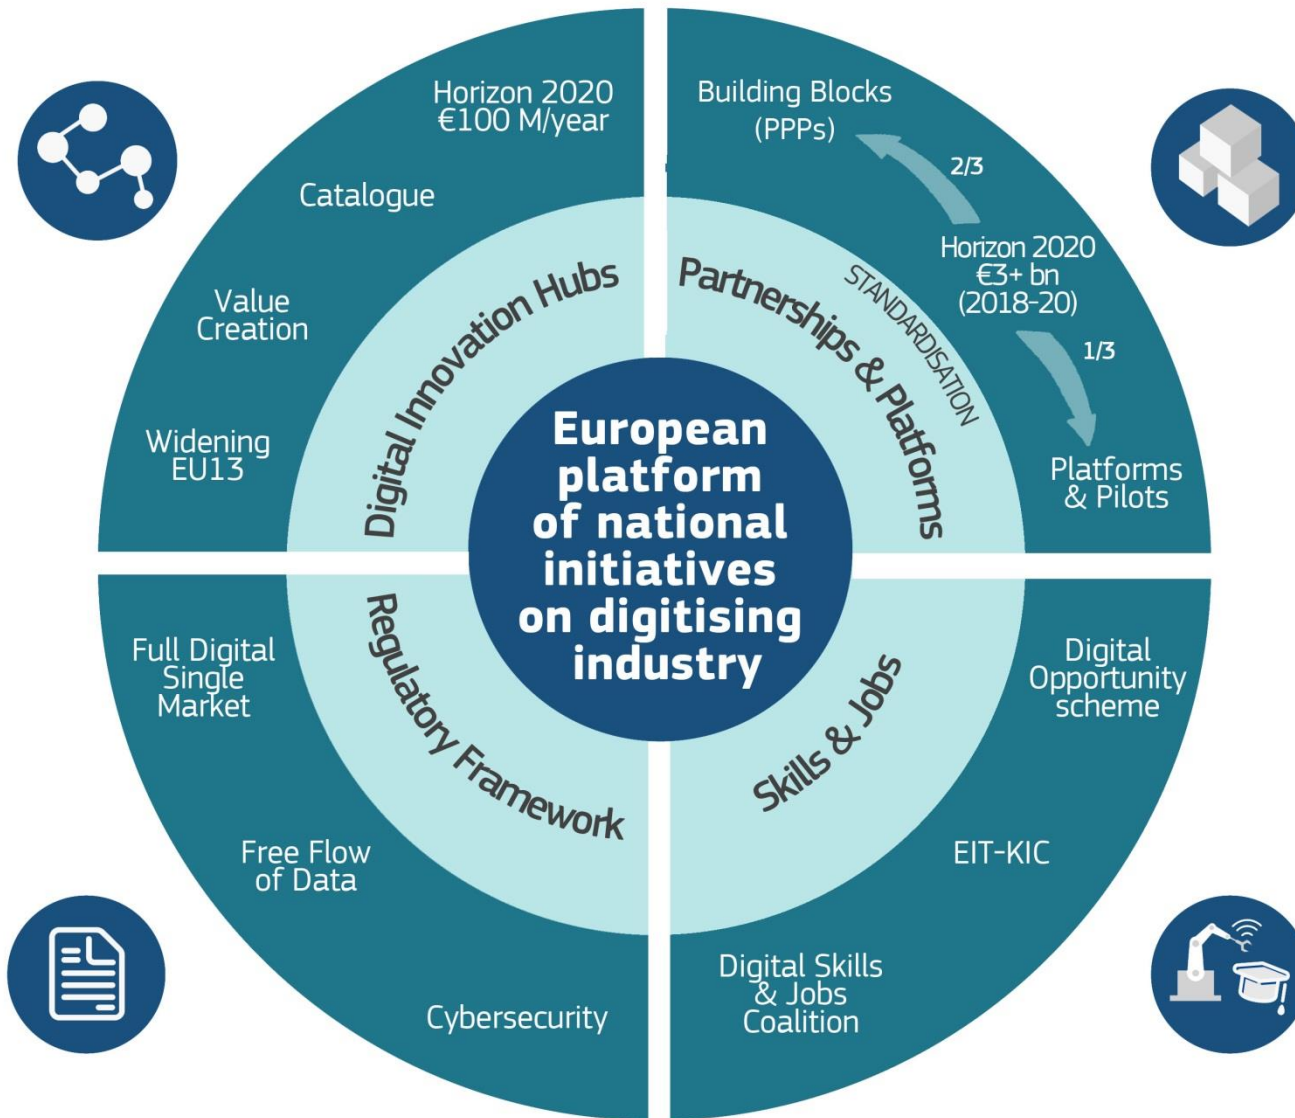 Horizon 2020
€100 M/year
Catalogue
Value
Creation
Widening
EU13
Digital Innovation Hubs
Building Blocks
(PPPs)
2/3
Horizon 2020
€3+ bn
(2018-20)
1/3
Platforms
& Pilots
STANDARDISATION
Partnerships & Platforms
European
platform
of national
initiatives
on digitising
industry
Full Digital
Single
Market
Free Flow
of Data
Cybersecurity
Regulatory Framework
Skills & Jobs
Digital
Opportunity
scheme
EIT-KIC
Digital Skills
& Jobs
Coalition